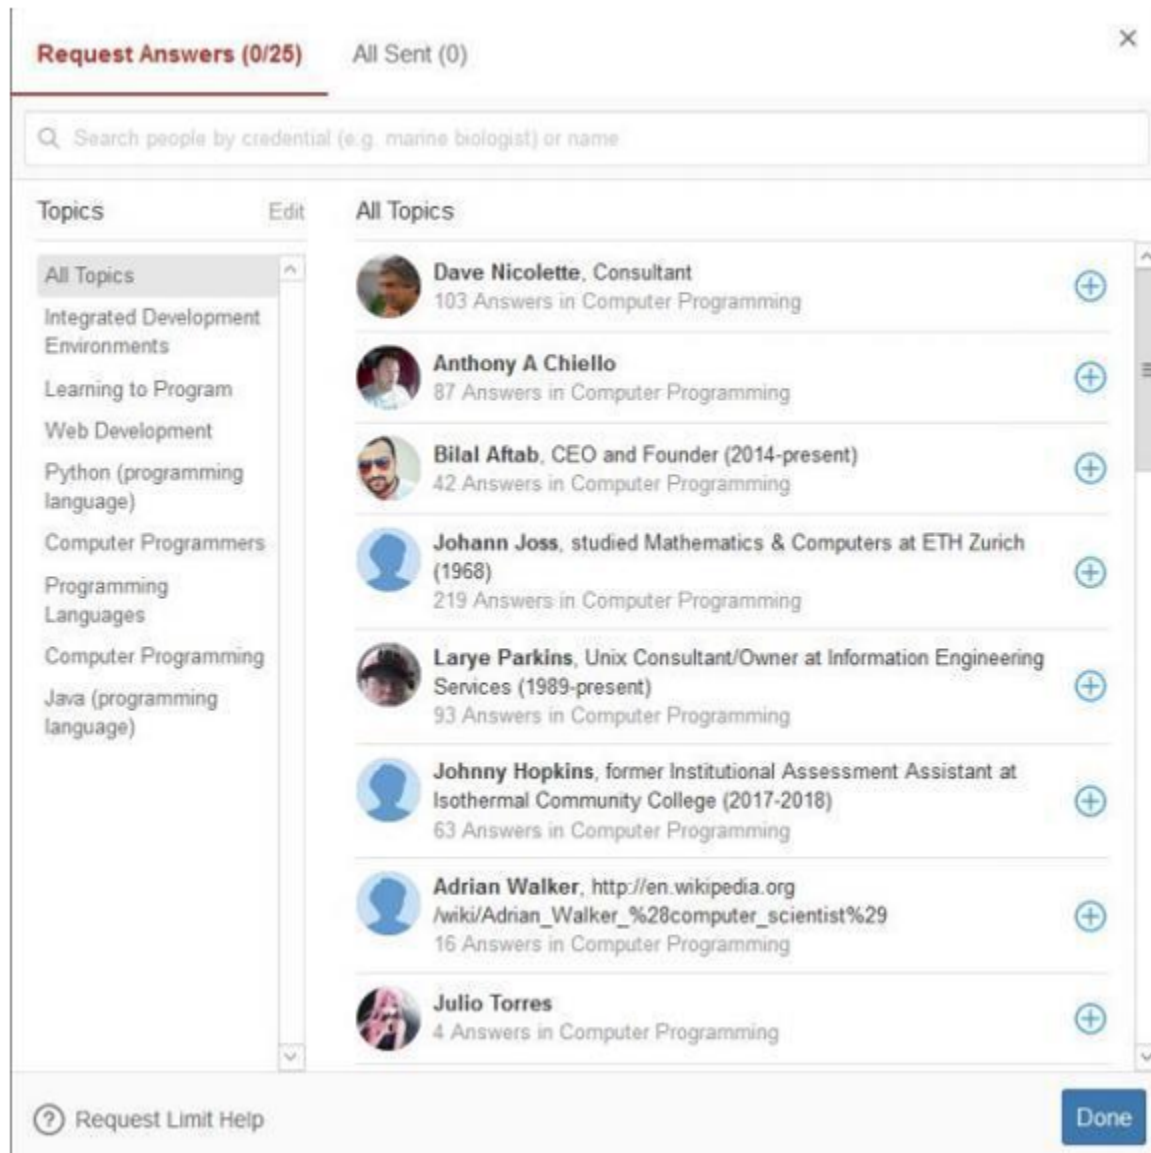 Request Answers (0/25)
All Sent (0)
Search people by credential (e.g. marine biologist) or name
Topics
Edit
All Topics
Integrated Development
Environments
Learning to Program
Web Development
Python (programming
language)
Computer Programmers
Programming
Languages
Computer Programming
Java (programming
language)
All Topics
Dave Nicolette, Consultant
103 Answers in Computer Programming
Anthony A Chiello
87 Answers in Computer Programming
Bilal Aftab, CEO and Founder (2014-present)
42 Answers in Computer Programming
Johann Joss, studied Mathematics & Computers at ETH Zurich
(1968)
219 Answers in Computer Programming
Larye Parkins, Unix Consultant/Owner at Information Engineering
Services (1989-present)
93 Answers in Computer Programming
Johnny Hopkins, former Institutional Assessment Assistant at
Isothermal Community College (2017-2018)
63 Answers in Computer Programming
Adrian Walker, http://en.wikipedia.org
/wiki/Adrian_Walker_%28computer_scientist%29
16 Answers in Computer Programming
Julio Torres
4 Answers in Computer Programming
? Request Limit Help
Done